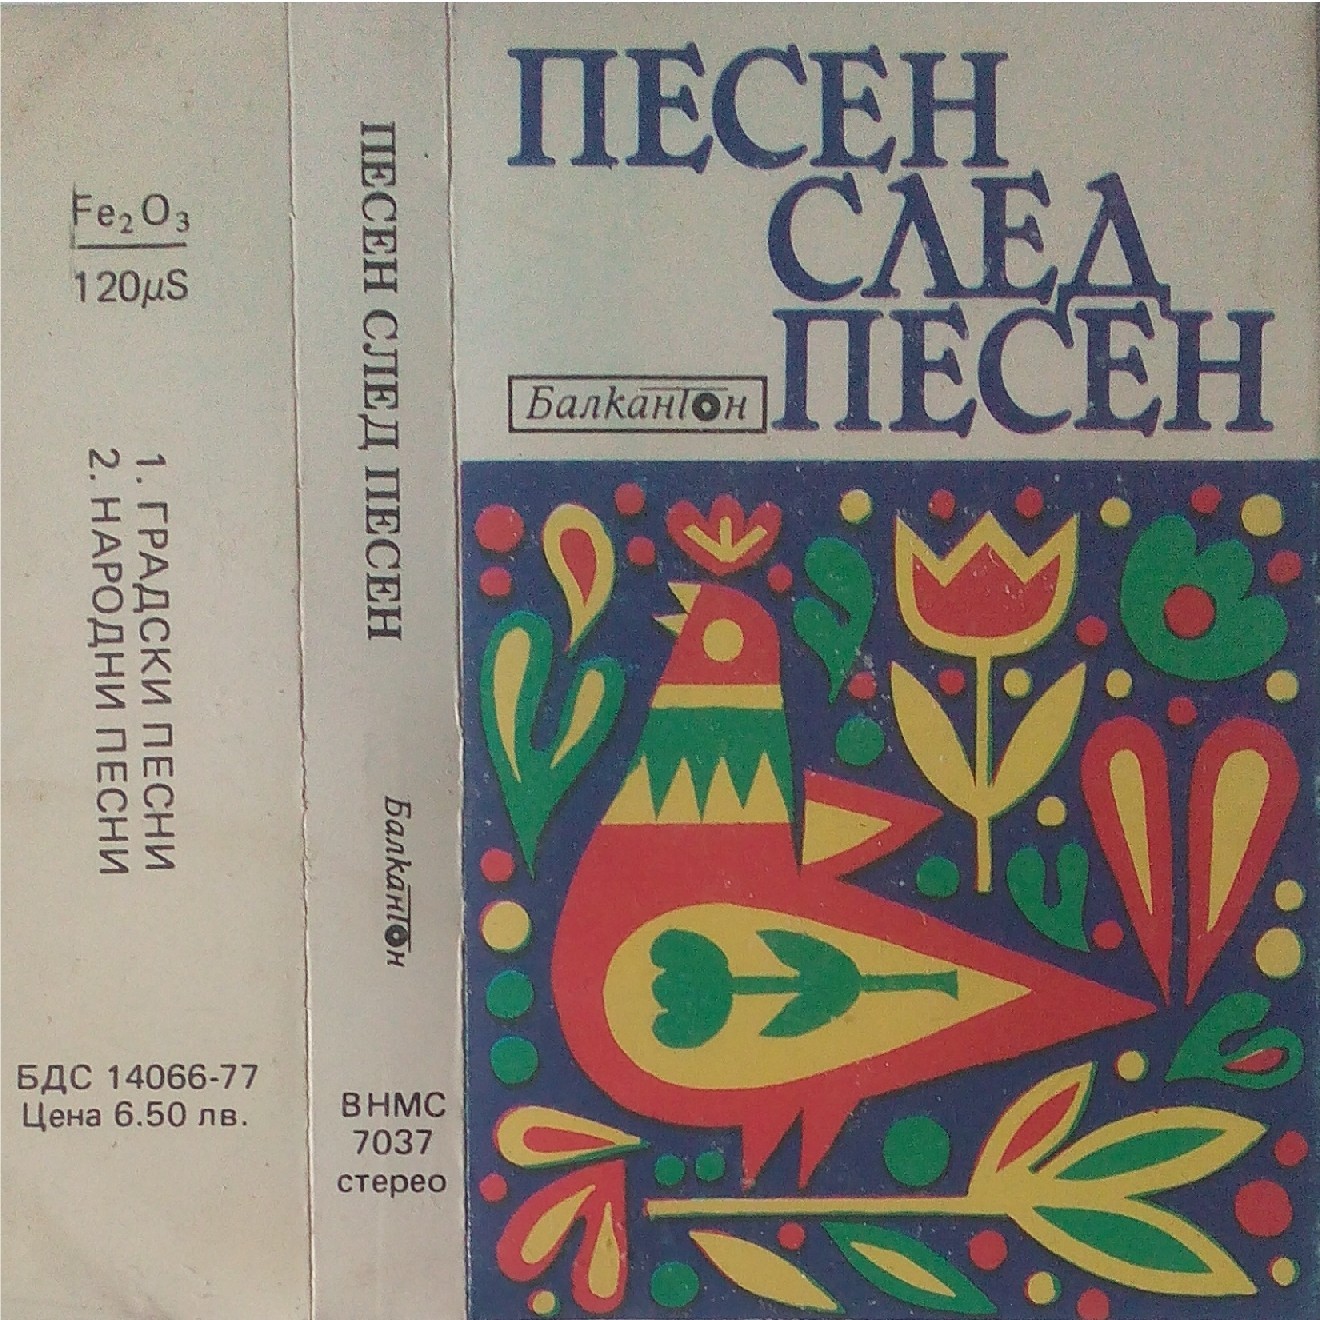 Fe₂O₃
120µS
1. ГРАДСКИ ПЕСНИ
2. НАРОДНИ ПЕСНИ
БДС 14066-77
Цена 6.50 лв.
ПЕСЕН СЛЕД ПЕСЕН
Балкантон
ВНМС
7037
стерео
ПЕСЕН
СЛЕД
ПЕСЕН
Балкантон